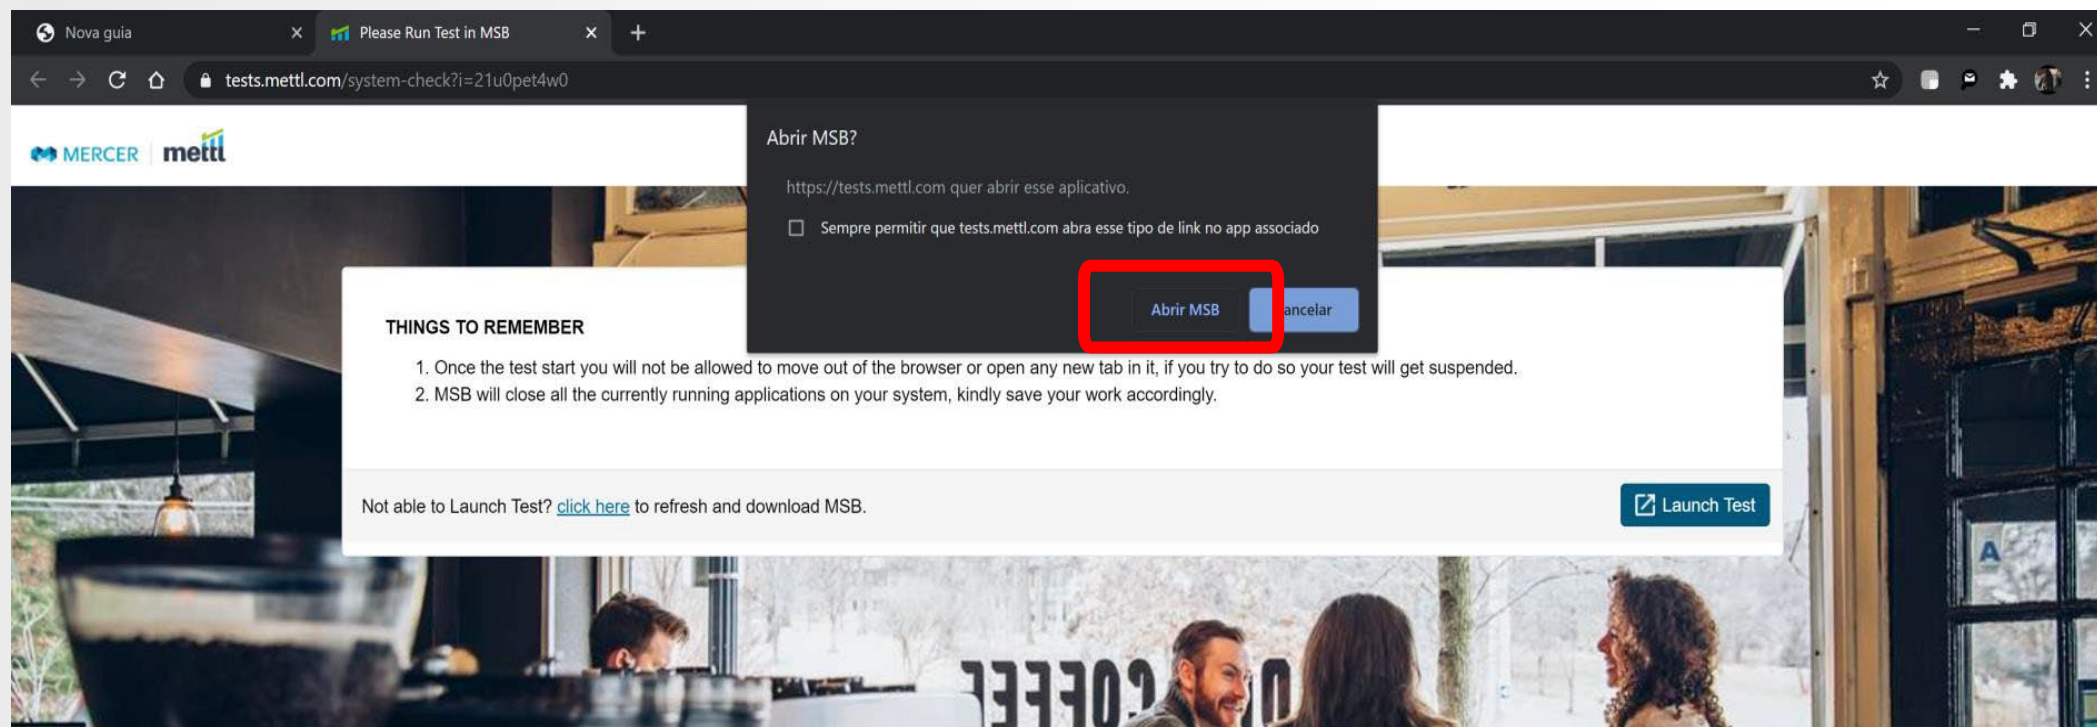 Nova guia
Please Run Test in MSB
tests.mettl.com/system-check?i=21u0pet4w0
MERCER mettl
Abrir MSB?
https://tests.mettl.com quer abrir esse aplicativo.
Sempre permitir que tests.mettl.com abra esse tipo de link no app associado
Abrir MSB
ancelar
THINGS TO REMEMBER
1. Once the test start you will not be allowed to move out of the browser or open any new tab in it, if you try to do so your test will get suspended.
2. MSB will close all the currently running applications on your system, kindly save your work accordingly.
Not able to Launch Test? click here to refresh and download MSB.
Launch Test
A